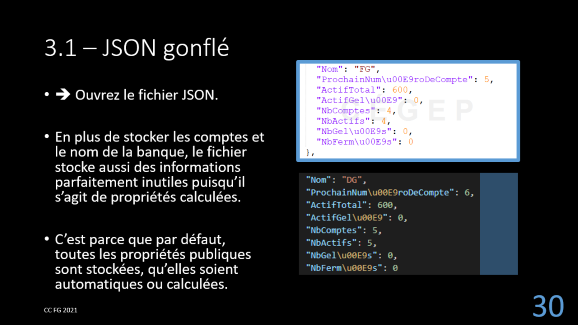 3.1 – JSON gonflé
• ➔ Ouvrez le fichier JSON.
• En plus de stocker les comptes et
le nom de la banque, le fichier
stocke aussi des informations
parfaitement inutiles puisqu'il
s'agit de propriétés calculées.
• C'est parce que par défaut,
toutes les propriétés publiques
sont stockées, qu'elles soient
automatiques ou calculées.
"Nom": "FG",
"ProchainNum\u00E9roDeCompte": 5,
"ActifTotal": 600,
"ActifGel\u00E9": 0,
"NbComptes": 4,
"NbActifs": 4,
"NbGel\u00E9s": 0,
"NbFerm\u00E9s": 0
},
"Nom": "DG",
"ProchainNum\u00E9roDeCompte": 6,
"ActifTotal": 600,
"ActifGel\u00E9": 0,
"NbComptes": 5,
"NbActifs": 5,
"NbGel\u00E9s": 0,
"NbFerm\u00E9s": 0
CC FG 2021
30